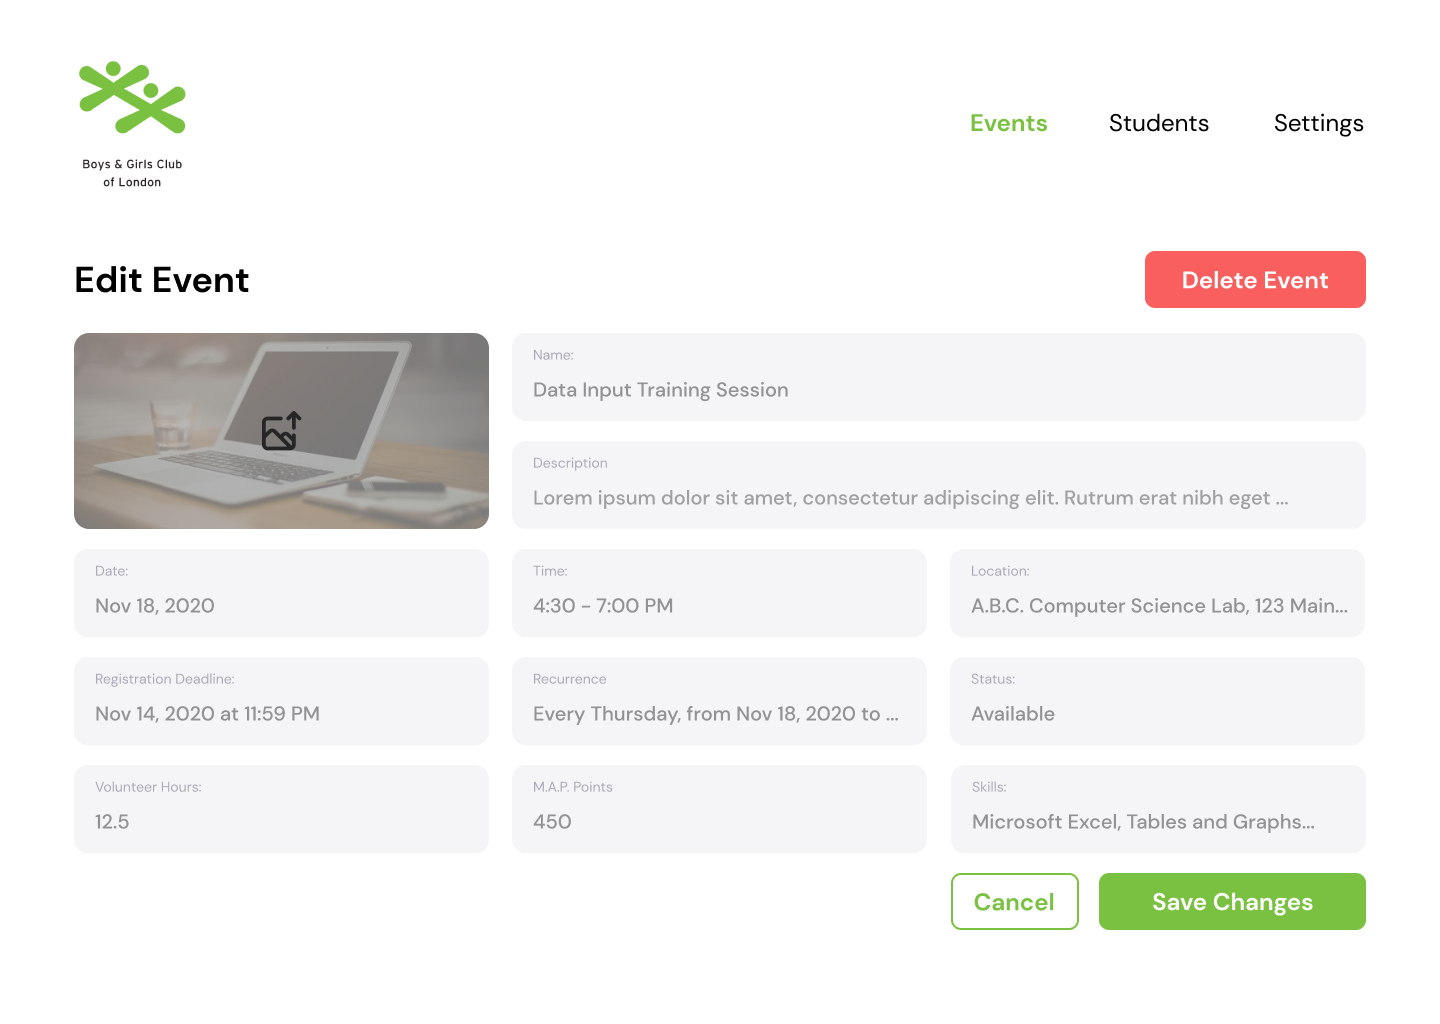 Boys & Girls Club
of London
Events
Students
Settings
Edit Event
Delete Event
Name:
Data Input Training Session
Description
Lorem ipsum dolor sit amet, consectetur adipiscing elit. Rutrum erat nibh eget ...
Date:
Nov 18, 2020
Time:
4:30 - 7:00 PM
Location:
A.B.C. Computer Science Lab, 123 Main...
Registration Deadline:
Nov 14, 2020 at 11:59 PM
Recurrence
Every Thursday, from Nov 18, 2020 to ...
Status:
Available
Volunteer Hours:
12.5
M.A.P. Points
450
Skills:
Microsoft Excel, Tables and Graphs...
Cancel
Save Changes